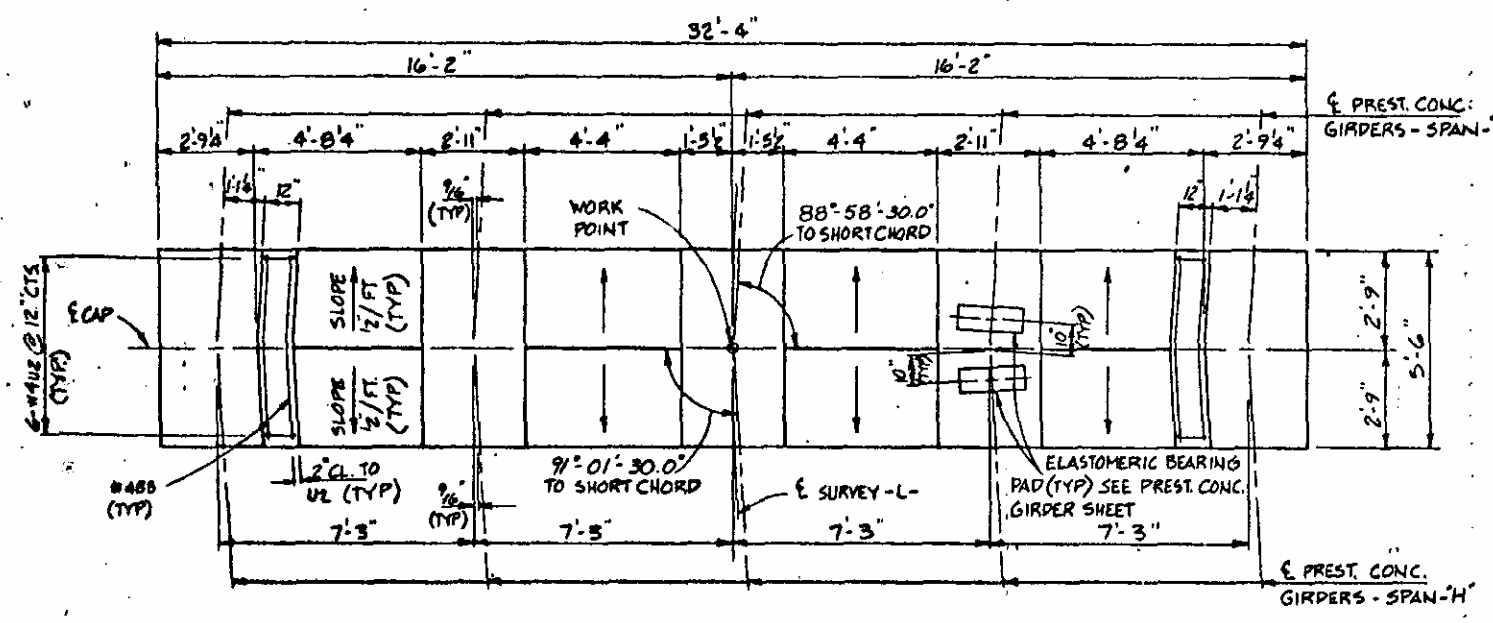 32'-4"
16'-2" 16'-2"
℄ PREST. CONC.
GIRDERS - SPAN-"
2'-9¼" 4'-8¼" 2'-11" 4'-4" 1'-5½" 1'-5½" 4'-4" 2'-11" 4'-8¼" 2'-9¼"
1'-1¼" 12" 9/16" (TYP) 12" 1'-1¼"
WORK
POINT
88°-58'-30.0"
TO SHORT CHORD
6-#4U2 @ 12" CTS.
(TYP.)
℄ CAP
SLOPE
½"/FT
(TYP)
SLOPE
½"/FT.
(TYP)
10"
(TYP)
10"
(TYP)
2'-9"
2'-9"
5'-6"
#4B8
(TYP)
2" CL. TO
U2 (TYP)
9/16"
(TYP)
91°-01'-30.0"
TO SHORT CHORD
℄ SURVEY -L-
ELASTOMERIC BEARING
PAD (TYP) SEE PREST. CONC.
GIRDER SHEET
7'-3" 7'-3" 7'-3" 7'-3"
℄ PREST. CONC.
GIRDERS - SPAN-"H"